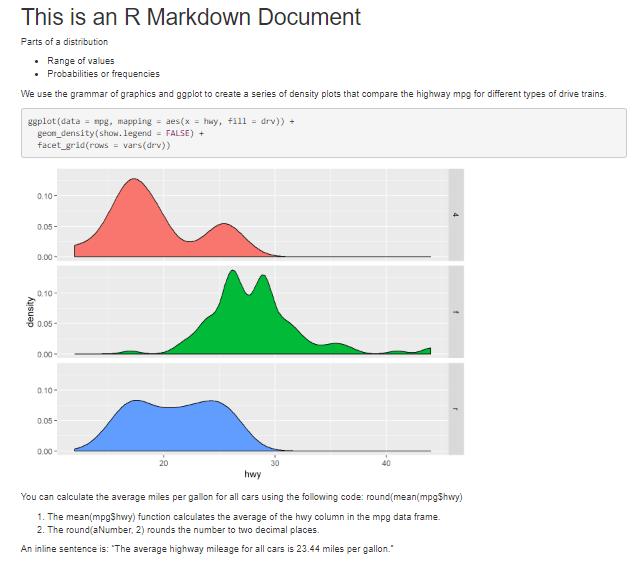 This is an R Markdown Document
Parts of a distribution
• Range of values
• Probabilities or frequencies
We use the grammar of graphics and ggplot to create a series of density plots that compare the highway mpg for different types of drive trains.
ggplot(data = mpg, mapping = aes(x = hwy, fill = drv)) +
  geom_density(show.legend = FALSE) +
  facet_grid(rows = vars(drv))
0.10
0.05
0.00
4
0.10
0.05
0.00
f
density
0.10
0.05
0.00
r
20
30
40
hwy
You can calculate the average miles per gallon for all cars using the following code: round(mean(mpg$hwy)
1. The mean(mpg$hwy) function calculates the average of the hwy column in the mpg data frame.
2. The round(aNumber, 2) rounds the number to two decimal places.
An inline sentence is: "The average highway mileage for all cars is 23.44 miles per gallon."